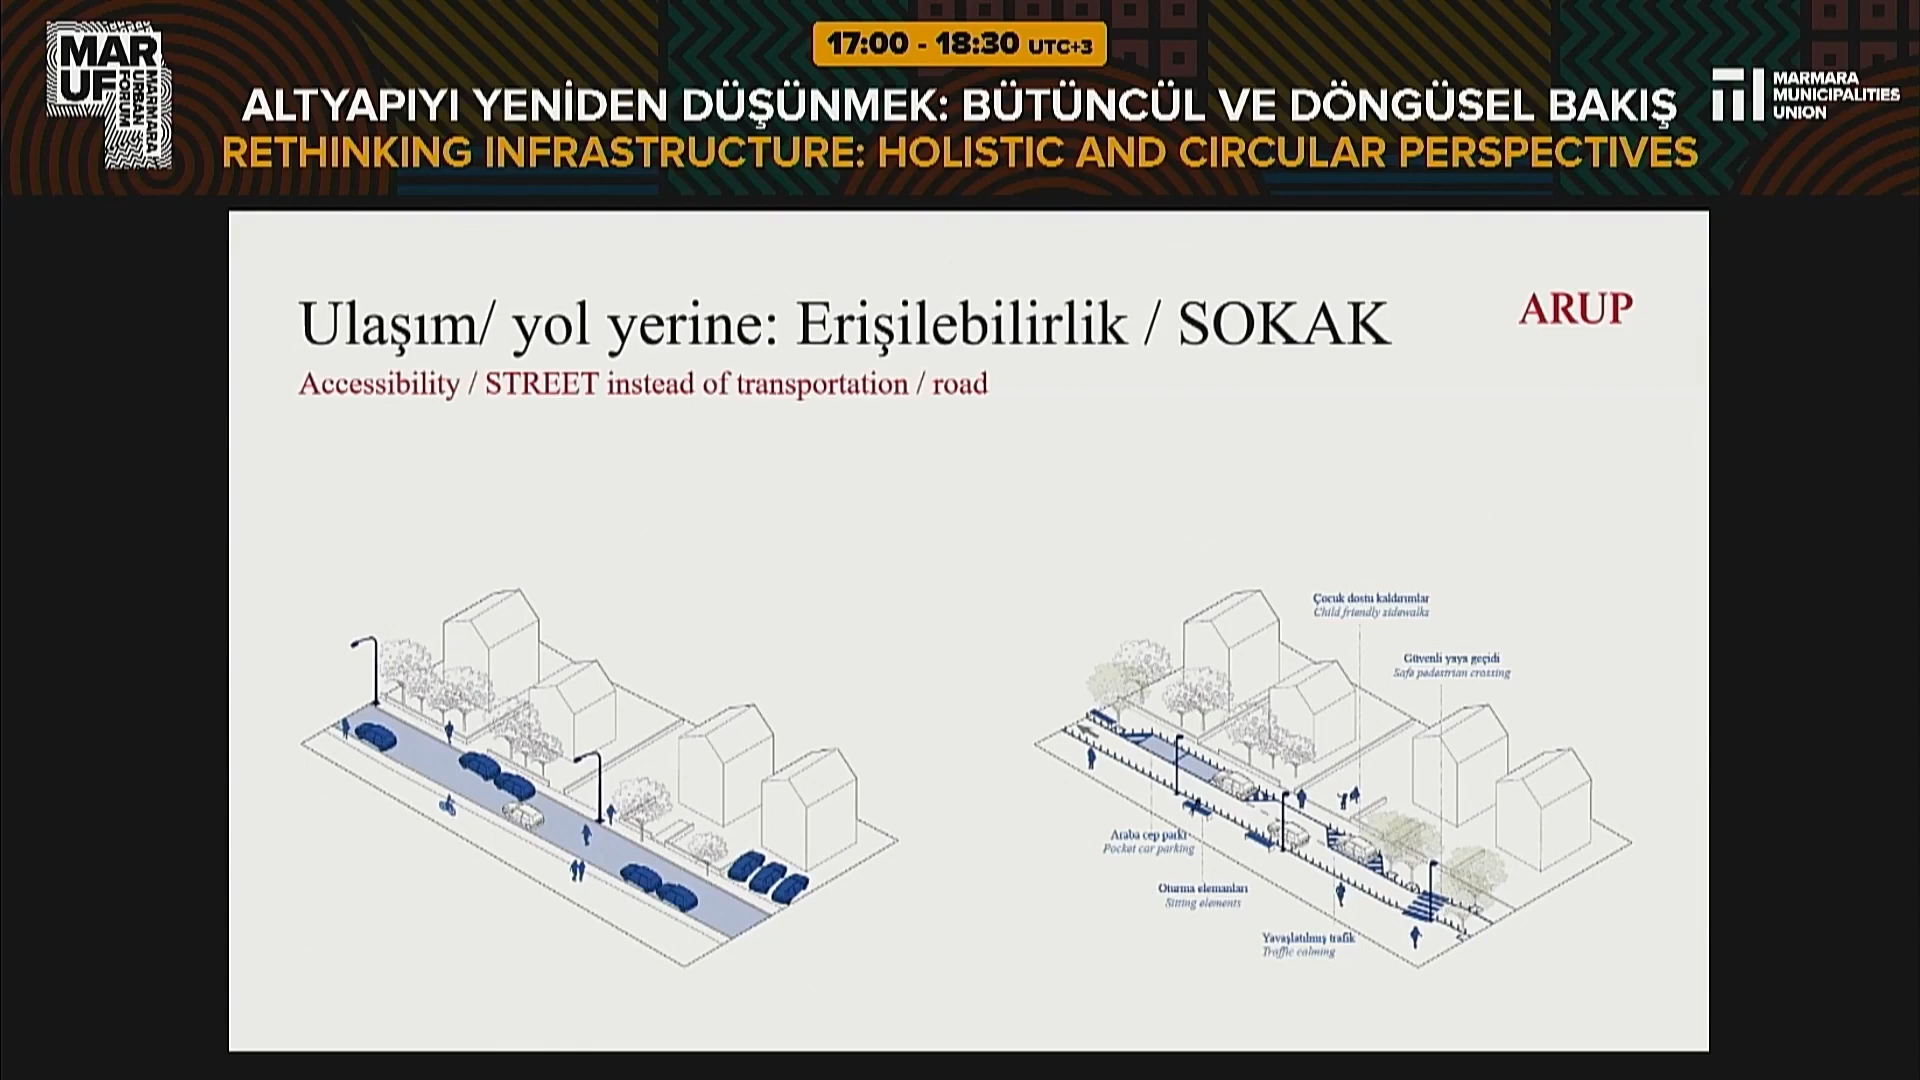 MAR
UF
MARMARA
URBAN
FORUM
17:00 - 18:30 UTC+3
ALTYAPIYI YENİDEN DÜŞÜNMEK: BÜTÜNCÜL VE DÖNGÜSEL BAKIŞ
RETHINKING INFRASTRUCTURE: HOLISTIC AND CIRCULAR PERSPECTIVES
MARMARA
MUNICIPALITIES
UNION
Ulaşım/ yol yerine: Erişilebilirlik / SOKAK
ARUP
Accessibility / STREET instead of transportation / road
Çocuk dostu kaldırımlar
Child friendly sidewalks
Güvenli yaya geçidi
Safe pedestrian crossing
Araba cep parkı
Pocket car parking
Oturma elemanları
Sitting elements
Yavaşlatılmış trafik
Traffic calming